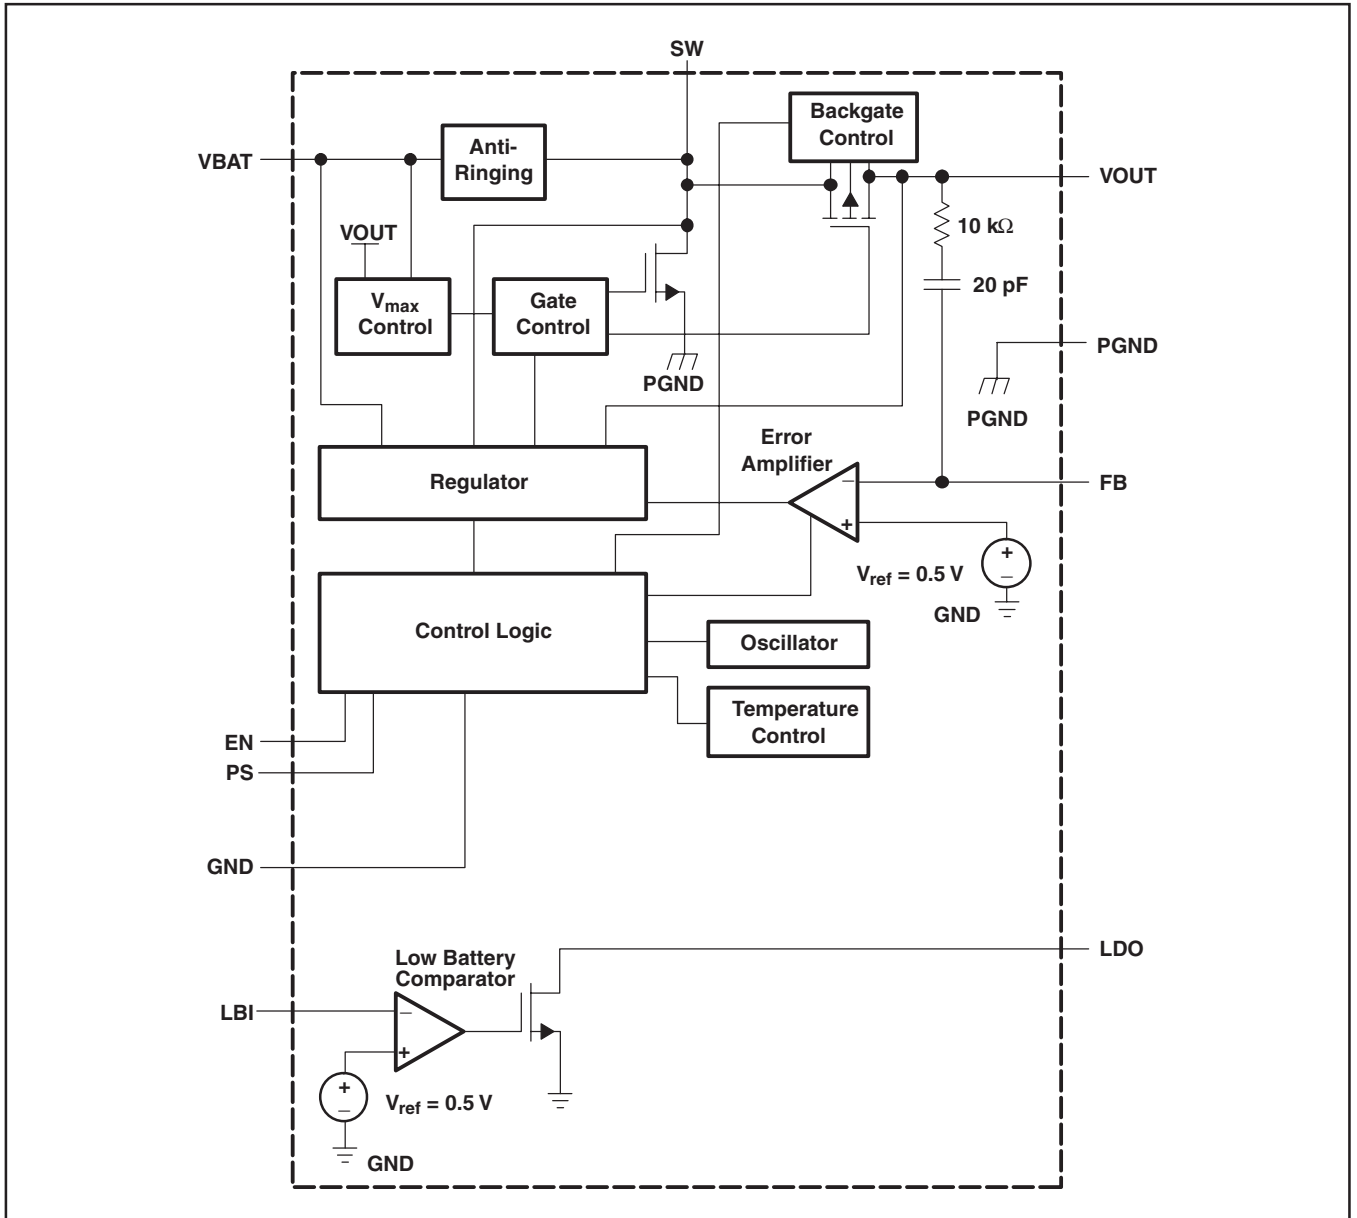 SW
Backgate
Control
Anti-
Ringing
VBAT
VOUT
VOUT
10 kΩ
20 pF
Vmax
Control
Gate
Control
PGND
PGND
PGND
Error
Amplifier
Regulator
−
+
FB
Vref = 0.5 V
+
−
GND
Control Logic
Oscillator
Temperature
Control
EN
PS
GND
Low Battery
Comparator
LDO
LBI
−
+
+
−
Vref = 0.5 V
GND